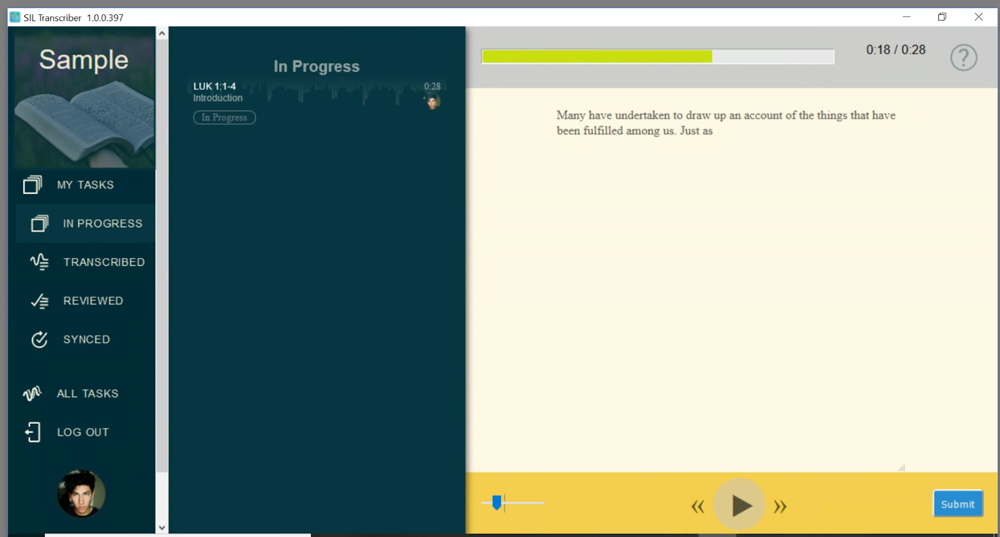 SIL Transcriber 1.0.0.397
Sample
MY TASKS
IN PROGRESS
TRANSCRIBED
REVIEWED
SYNCED
ALL TASKS
LOG OUT
In Progress
LUK 1:1-4
0:28
Introduction
In Progress
0:18 / 0:28
?
Many have undertaken to draw up an account of the things that have
been fulfilled among us. Just as
Submit